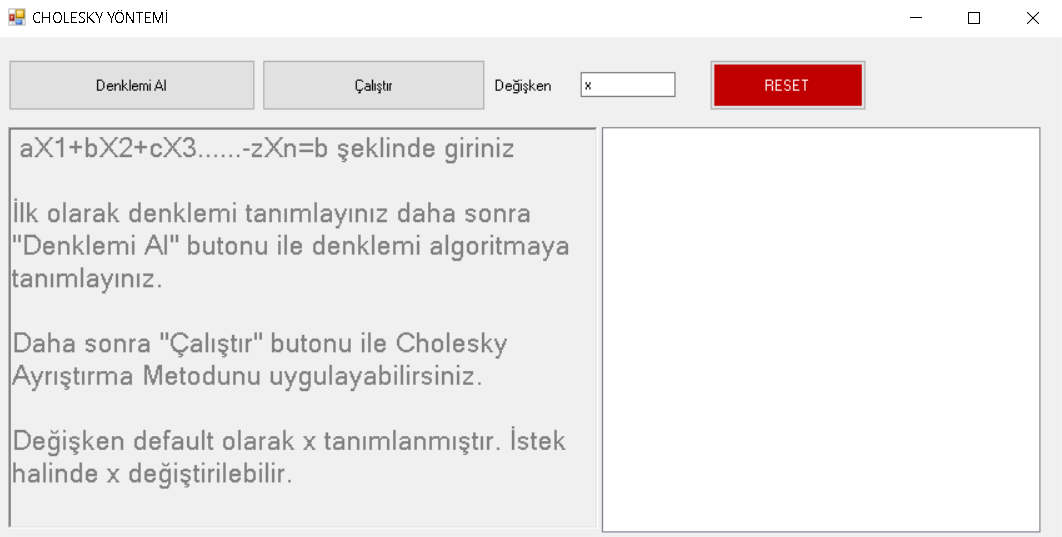 CHOLESKY YÖNTEMİ
Denklemi Al
Çalıştır
Değişken
x
RESET
aX1+bX2+cX3......-zXn=b şeklinde giriniz
İlk olarak denklemi tanımlayınız daha sonra
"Denklemi Al" butonu ile denklemi algoritmaya
tanımlayınız.
Daha sonra "Çalıştır" butonu ile Cholesky
Ayrıştırma Metodunu uygulayabilirsiniz.
Değişken default olarak x tanımlanmıştır. İstek
halinde x değiştirilebilir.